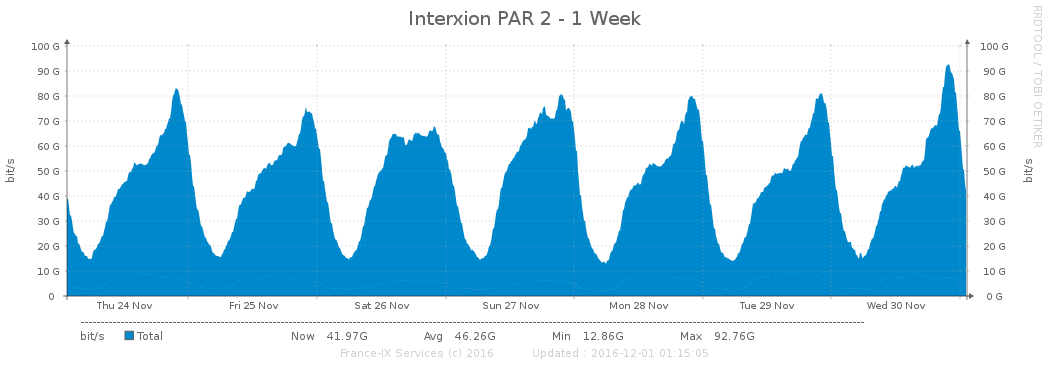 Interxion PAR 2 - 1 Week
RRDTOOL / TOBI OETIKER
100 G 100 G
90 G 90 G
80 G 80 G
70 G 70 G
60 G 60 G
50 G 50 G
40 G 40 G
30 G 30 G
20 G 20 G
10 G 10 G
0 0 G
bit/s bit/s
Thu 24 Nov Fri 25 Nov Sat 26 Nov Sun 27 Nov Mon 28 Nov Tue 29 Nov Wed 30 Nov
bit/s Total Now 41.97G Avg 46.26G Min 12.86G Max 92.76G
France-IX Services (c) 2016 Updated : 2016-12-01 01:15:05